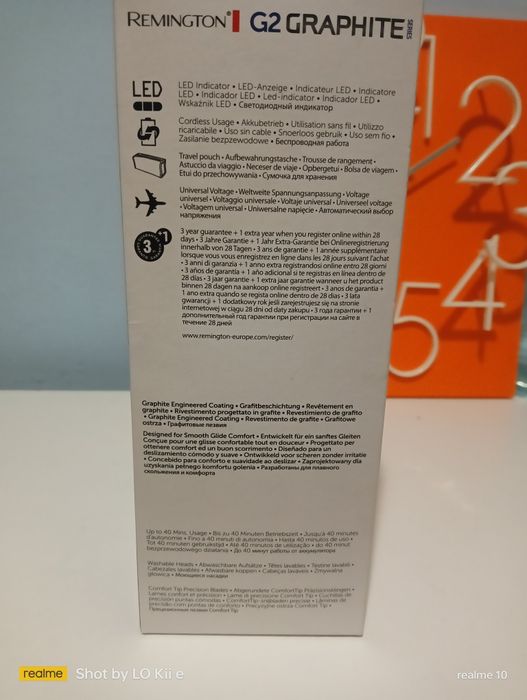 REMINGTON G2 GRAPHITE SERIES
LED
LED Indicator • LED-Anzeige • Indicateur LED • Indicatore
LED • Indicador LED • Led-indicator • Indicador LED •
Wskaźnik LED • Светодиодный индикатор
Cordless Usage • Akkubetrieb • Utilisation sans fil • Utilizzo
ricaricabile • Uso sin cable • Snoerloos gebruik • Uso sem fio •
Zasilanie bezprzewodowe • Беспроводная работа
Travel pouch • Aufbewahrungstasche • Trousse de rangement •
Astuccio da viaggio • Neceser de viaje • Opbergetui • Bolsa de viagem •
Etui do przechowywania • Сумочка для хранения
Universal Voltage • Weltweite Spannungsanpassung • Voltage
universel • Voltaggio universale • Voltaje universal • Universeel voltage
• Voltagem universal • Uniwersalne napięcie • Автоматический выбор
напряжения
3 +1
3 year guarantee + 1 extra year when you register online within 28
days • 3 Jahre Garantie + 1 Jahr Extra-Garantie bei Onlineregistrierung
innerhalb von 28 Tagen • 3 ans de garantie + 1 année supplémentaire
lorsque vous vous enregistrez en ligne dans les 28 jours suivant l'achat
• 3 anni di garanzia + 1 anno extra registrandosi online entro 28 giorni
• 3 años de garantía + 1 año adicional si te registras en línea dentro de
28 días • 3 jaar garantie + 1 extra jaar garantie wanneer u het product
binnen 28 dagen na aankoop online registreert • 3 anos de garantia +
1 ano extra quando se regista online dentro de 28 dias • 3 lata
gwarancji + 1 dodatkowy rok jeśli zarejestrujesz się na stronie
internetowej w ciągu 28 dni od daty zakupu • 3 года гарантии + 1
дополнительный год гарантии при регистрации на сайте в
течение 28 дней
www.remington-europe.com/register/
Graphite Engineered Coating • Grafitbeschichtung • Revêtement en
graphite • Rivestimento progettato in grafite • Revestimiento de grafito
• Graphite Engineered Coating • Revestimento de grafite • Grafitowe
ostrza • Графитовые лезвия
Designed for Smooth Glide Comfort • Entwickelt für ein sanftes Gleiten
Conçue pour une glisse confortable tout en douceur • Progettato per
ottenere comfort ed un buon scorrimento • Diseñado para un
deslizamiento cómodo y suave • Ontwikkeld voor scheren zonder irritatie
• Concebido para conforto e suavidade ao deslizar • Zaprojektowany dla
uzyskania pełnego komfortu golenia • Разработаны для плавного
скольжения и комфорта
Up to 40 Mins. Usage • Bis zu 40 Minuten Betriebszeit • Jusqu'à 40 minutes
d'autonomie • Fino a 40 minuti di autonomia • Hasta 40 minutos de uso •
Tot 40 minuten gebruikstijd • Até 40 minutos de utilização • do 40 minut
bezprzewodowego działania • До 40 минут работы от аккумулятора
Washable Heads • Abwaschbare Aufsätze • Têtes lavables • Testine lavabili •
Cabezales lavables • Afwasbare koppen • Cabeças laváveis • Zmywalna
głowica • Моющиеся насадки
Comfort Tip Precision Blades • Abgerundete ComfortTip Präzisionsklingen •
Lames confort et précision • Lame di precisione Comfort Tip • Cuchillas de
precisión puntas cómodas • ComfortTip-snijbladen precisie • Lâminas de
precisão com pontas de conforto • Precyzyjne ostrza Comfort Tip •
Прецизионные лезвия Comfort Tip
1
2
3
4
5
realme Shot by LO Kii e
realme 10